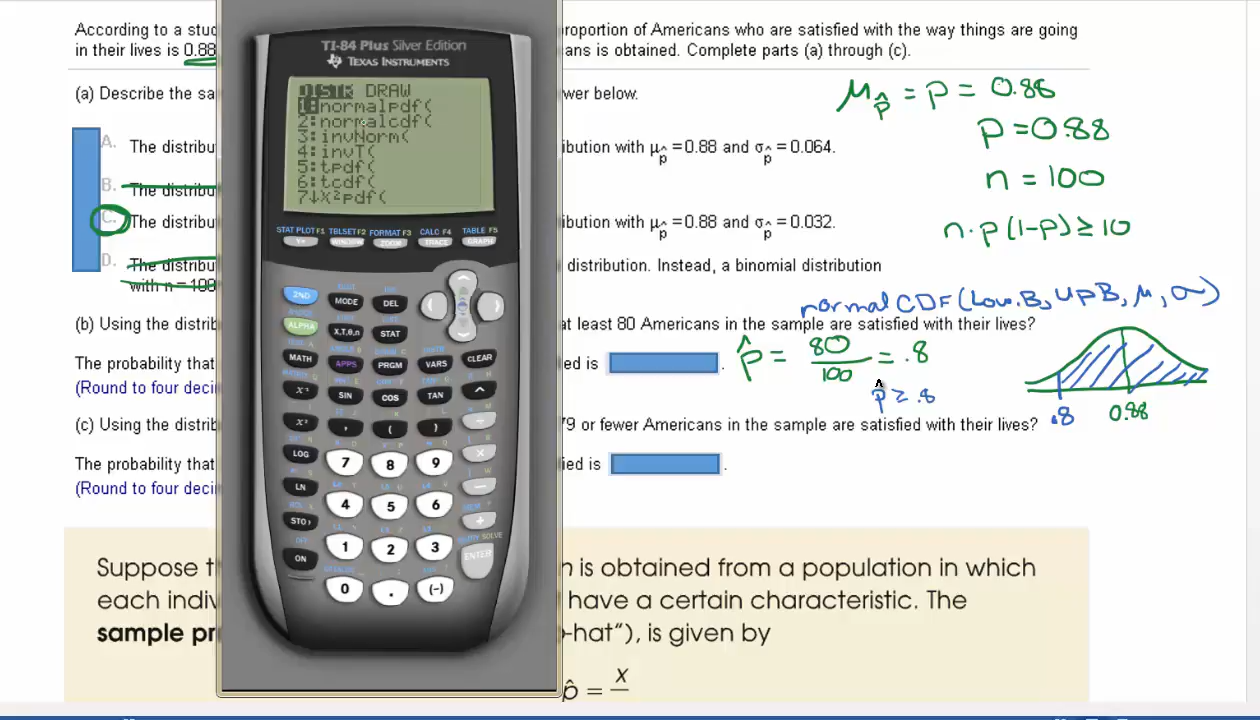 According to a stud
roportion of Americans who are satisfied with the way things are going
in their lives is 0.88
ans is obtained. Complete parts (a) through (c).
(a) Describe the sa
wer below.
A. The distribu
ibution with μp̂ = 0.88 and σp̂ = 0.064.
B. The distribu
C. The distribu
ibution with μp̂ = 0.88 and σp̂ = 0.032.
D. The distribu
distribution. Instead, a binomial distribution
with n = 100
μp̂ = p = 0.88
p = 0.88
n = 100
n·p(1-p) ≥ 10
normalCDF(Low.B, UPB, μ, σ)
(b) Using the distrib
at least 80 Americans in the sample are satisfied with their lives?
The probability that
ied is
.
(Round to four deci
p̂ = 80/100 = .8
p̂ ≥ .8
.8
0.88
(c) Using the distrib
79 or fewer Americans in the sample are satisfied with their lives?
The probability that
ied is
.
(Round to four deci
Suppose t
n is obtained from a population in which
each indiv
have a certain characteristic. The
sample pr
o-hat"), is given by
p̂ = x
TI-84 Plus Silver Edition
TEXAS INSTRUMENTS
DISTR DRAW
1:normalpdf(
2:normalcdf(
3:invNorm(
4:invT(
5:tpdf(
6:tcdf(
7↓X²pdf(
STAT PLOT F1 TBLSET F2 FORMAT F3 CALC F4 TABLE F5
Y= WINDOW ZOOM TRACE GRAPH
2ND MODE DEL
ALPHA X,T,θ,n STAT
MATH APPS PRGM VARS CLEAR
X⁻¹ SIN COS TAN ^
X² , ( ) ÷
LOG 7 8 9 ×
LN 4 5 6 −
STO› 1 2 3 +
OFF
ENTRY SOLVE
ON 0 . (−) ENTER